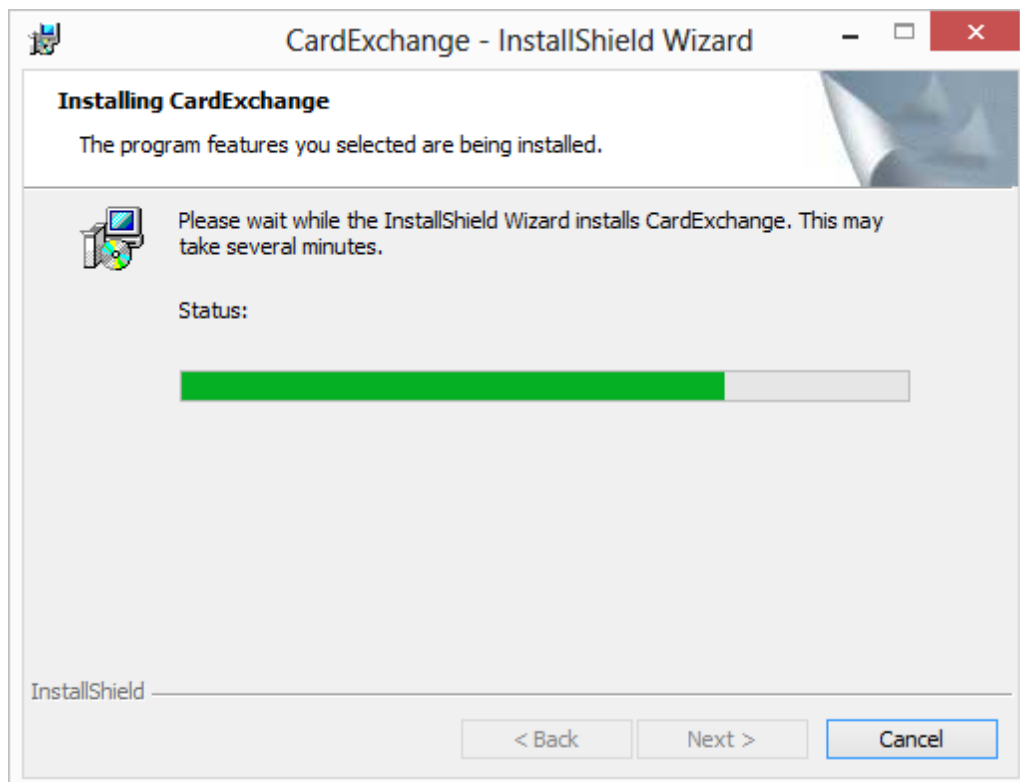 CardExchange - InstallShield Wizard
Installing CardExchange
The program features you selected are being installed.
Please wait while the InstallShield Wizard installs CardExchange. This may
take several minutes.
Status:
InstallShield
< Back
Next >
Cancel